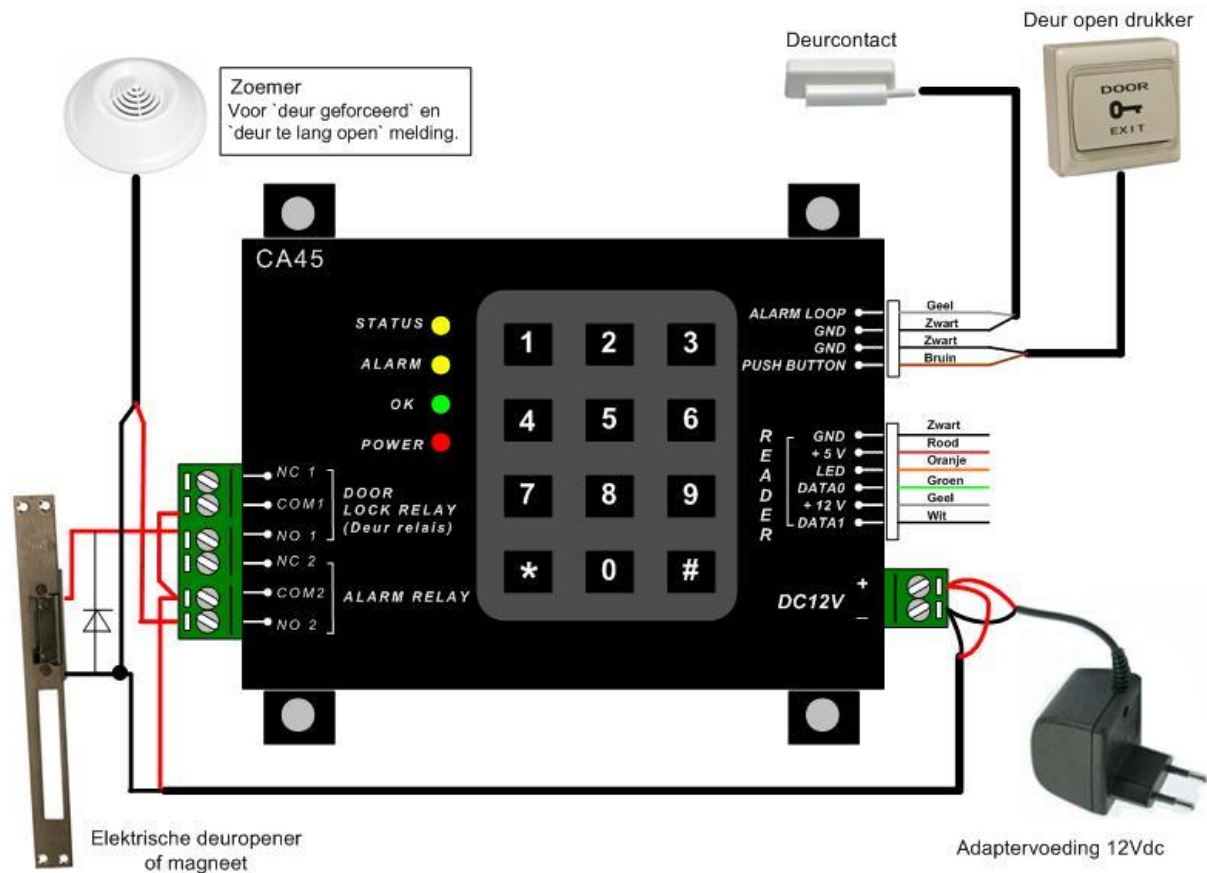 Deur open drukker
Deurcontact
Zoemer
Voor `deur geforceerd` en
`deur te lang open` melding.
DOOR
EXIT
CA45
STATUS
ALARM
OK
POWER
1 2 3
4 5 6
7 8 9
* 0 #
ALARM LOOP
GND
GND
PUSH BUTTON
Geel
Zwart
Zwart
Bruin
READER
GND
+ 5 V
LED
DATA0
+ 12 V
DATA1
Zwart
Rood
Oranje
Groen
Geel
Wit
NC 1
COM1
NO 1
DOOR
LOCK RELAY
(Deur relais)
NC 2
COM2
NO 2
ALARM RELAY
DC12V
+
–
Elektrische deuropener
of magneet
Adaptervoeding 12Vdc